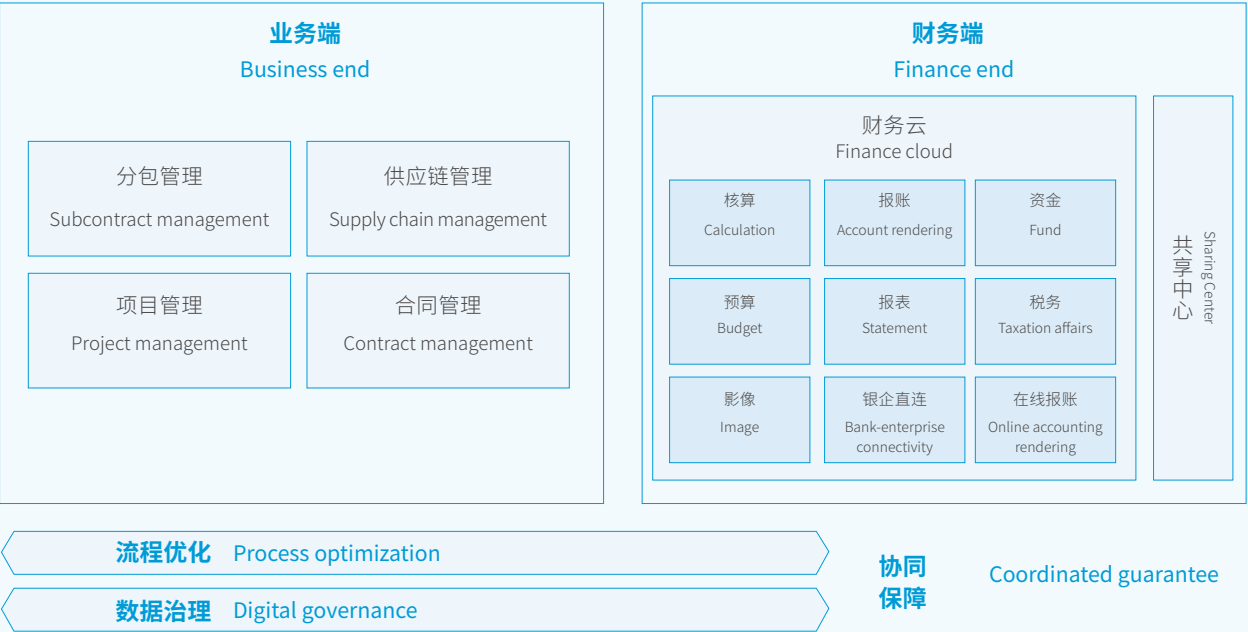 业务端
Business end
分包管理
Subcontract management
供应链管理
Supply chain management
项目管理
Project management
合同管理
Contract management
财务端
Finance end
财务云
Finance cloud
核算
Calculation
报账
Account rendering
资金
Fund
预算
Budget
报表
Statement
税务
Taxation affairs
影像
Image
银企直连
Bank-enterprise
connectivity
在线报账
Online accounting
rendering
共享中心
Sharing Center
流程优化 Process optimization
数据治理 Digital governance
协同
保障
Coordinated guarantee